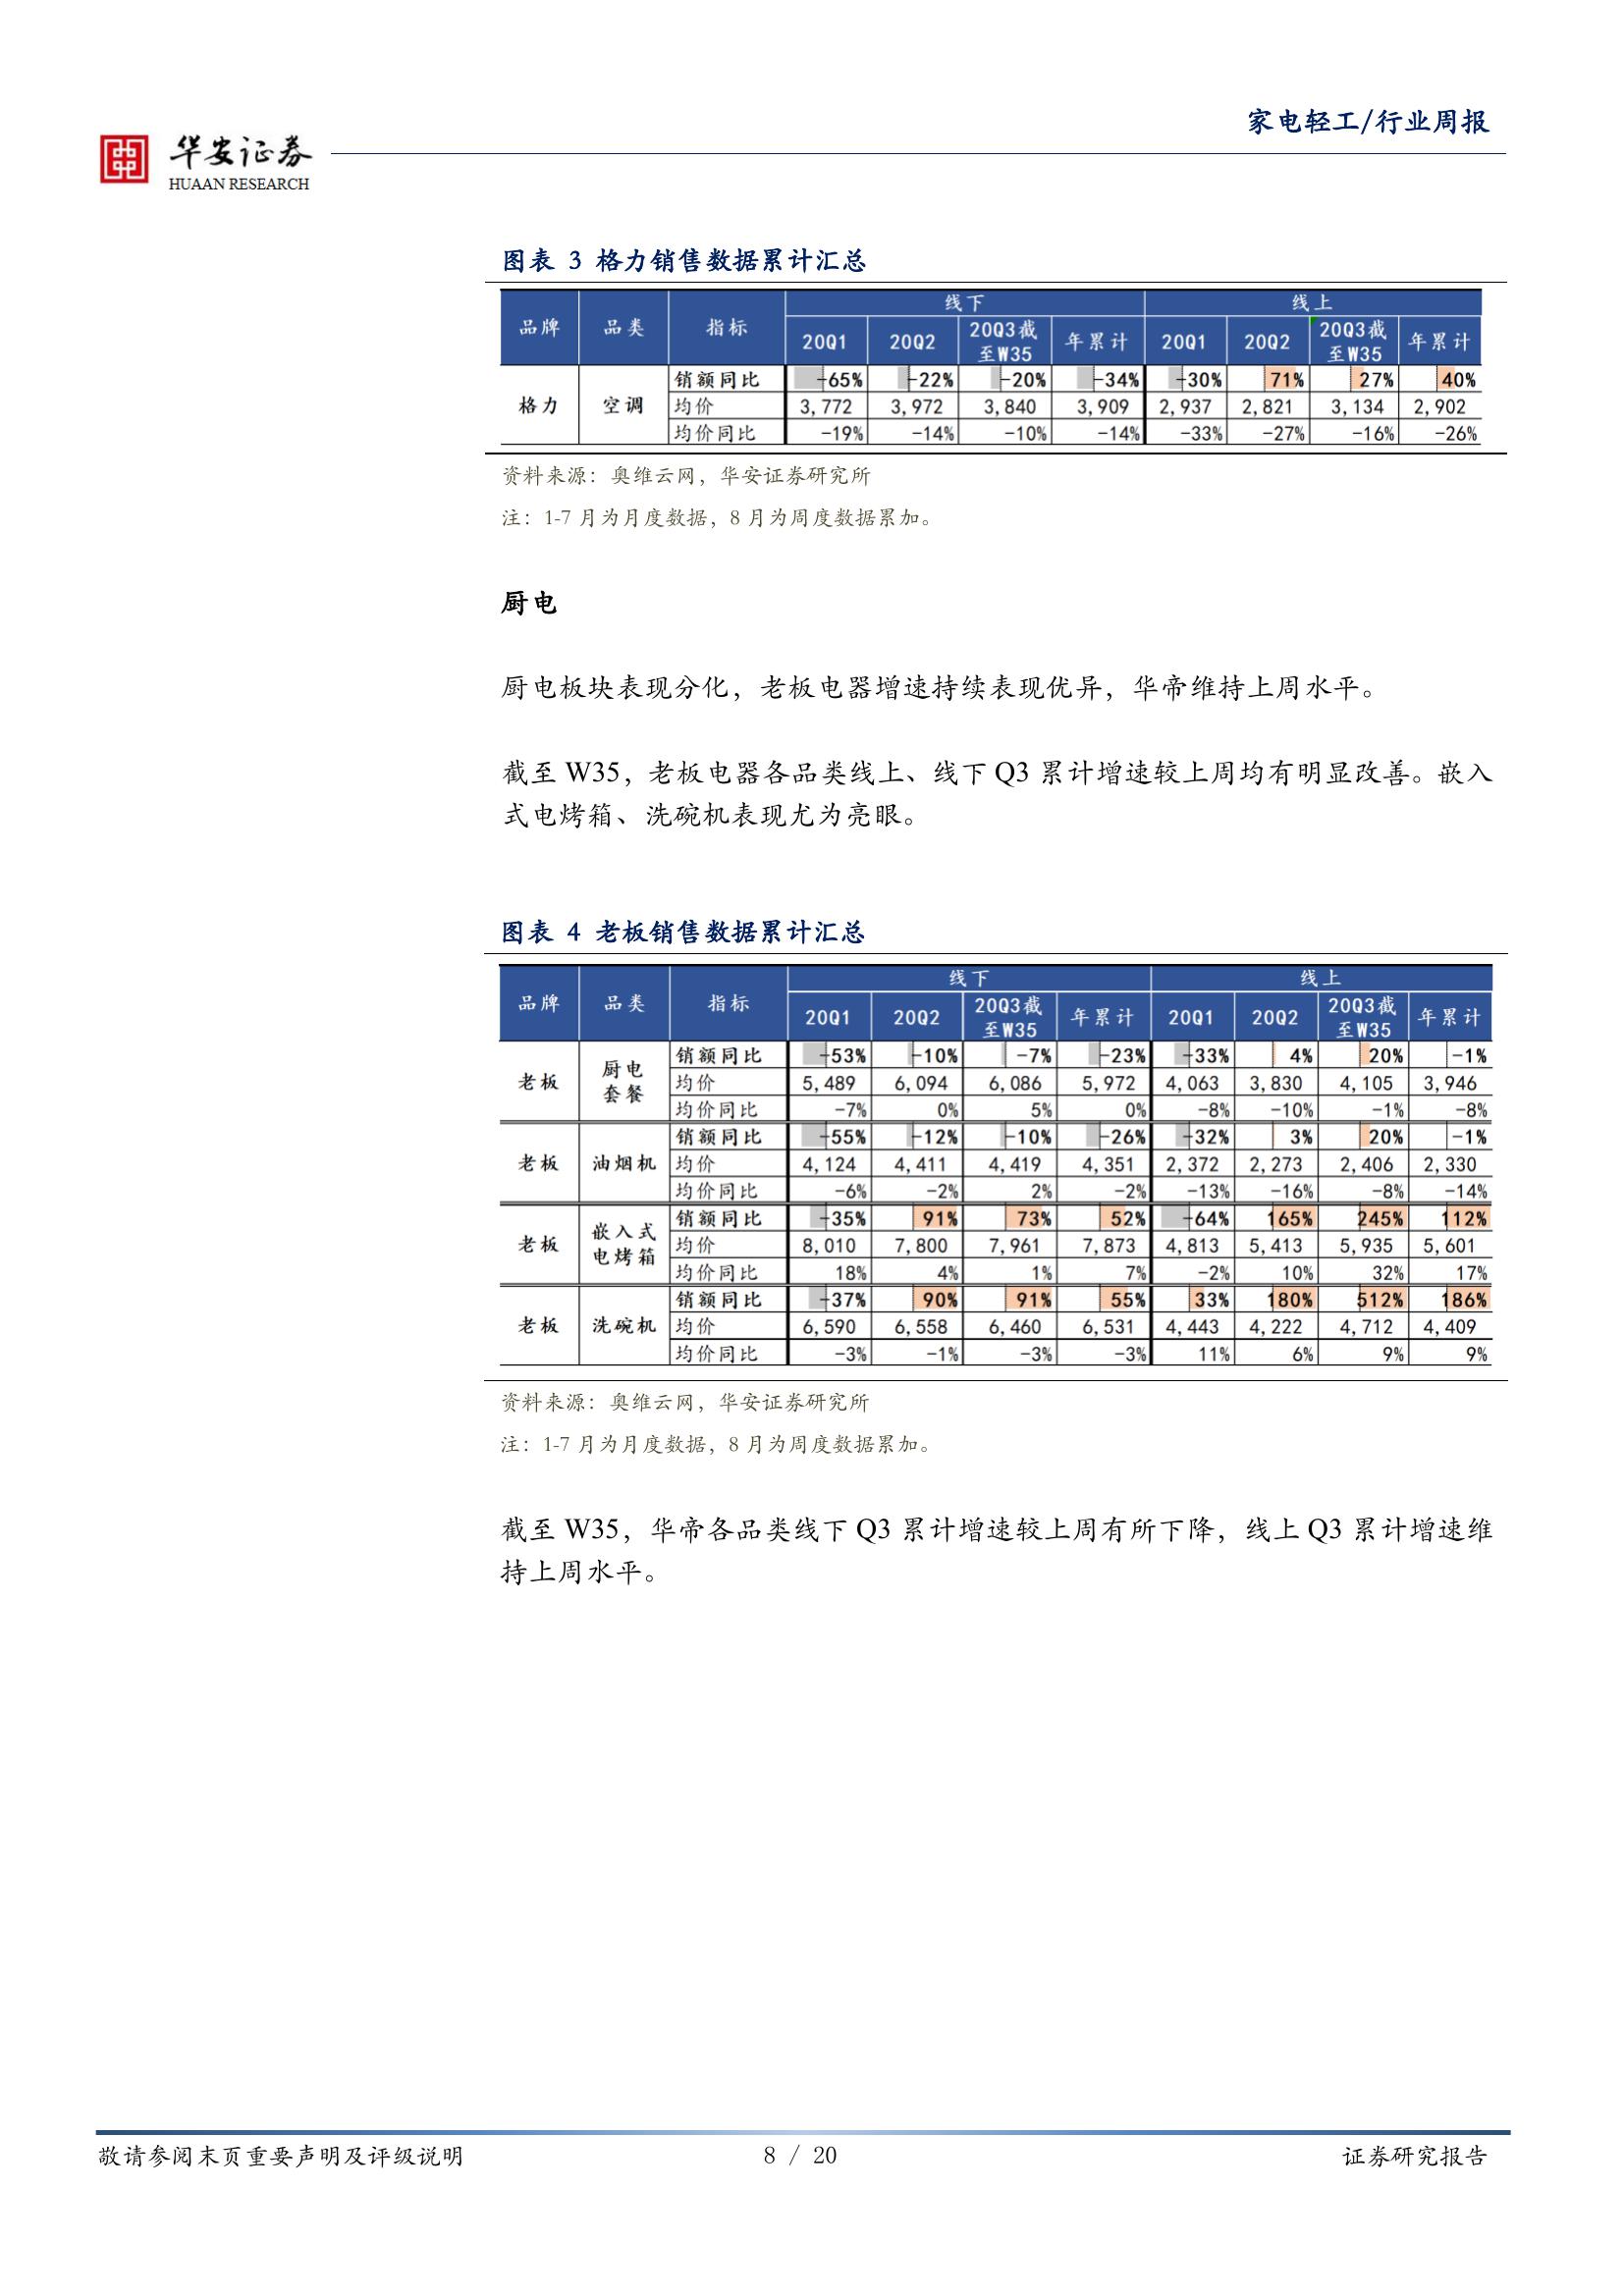 家电轻工/行业周报
华安证券
HUAAN RESEARCH
图表 3 格力销售数据累计汇总
品牌 品类 指标 线下 线上
20Q1 20Q2 20Q3截至W35 年累计 20Q1 20Q2 20Q3截至W35 年累计
格力 空调 销额同比 -65% -22% -20% -34% -30% 71% 27% 40%
均价 3,772 3,972 3,840 3,909 2,937 2,821 3,134 2,902
均价同比 -19% -14% -10% -14% -33% -27% -16% -26%
资料来源：奥维云网，华安证券研究所
注：1-7 月为月度数据，8 月为周度数据累加。
厨电
厨电板块表现分化，老板电器增速持续表现优异，华帝维持上周水平。
截至 W35，老板电器各品类线上、线下 Q3 累计增速较上周均有明显改善。嵌入
式电烤箱、洗碗机表现尤为亮眼。
图表 4 老板销售数据累计汇总
品牌 品类 指标 线下 线上
20Q1 20Q2 20Q3截至W35 年累计 20Q1 20Q2 20Q3截至W35 年累计
老板 厨电套餐 销额同比 -53% -10% -7% -23% -33% 4% 20% -1%
均价 5,489 6,094 6,086 5,972 4,063 3,830 4,105 3,946
均价同比 -7% 0% 5% 0% -8% -10% -1% -8%
老板 油烟机 销额同比 -55% -12% -10% -26% -32% 3% 20% -1%
均价 4,124 4,411 4,419 4,351 2,372 2,273 2,406 2,330
均价同比 -6% -2% 2% -2% -13% -16% -8% -14%
老板 嵌入式电烤箱 销额同比 -35% 91% 73% 52% -64% 165% 245% 112%
均价 8,010 7,800 7,961 7,873 4,813 5,413 5,935 5,601
均价同比 18% 4% 1% 7% -2% 10% 32% 17%
老板 洗碗机 销额同比 -37% 90% 91% 55% 33% 180% 512% 186%
均价 6,590 6,558 6,460 6,531 4,443 4,222 4,712 4,409
均价同比 -3% -1% -3% -3% 11% 6% 9% 9%
资料来源：奥维云网，华安证券研究所
注：1-7 月为月度数据，8 月为周度数据累加。
截至 W35，华帝各品类线下 Q3 累计增速较上周有所下降，线上 Q3 累计增速维
持上周水平。
敬请参阅末页重要声明及评级说明 8 / 20 证券研究报告